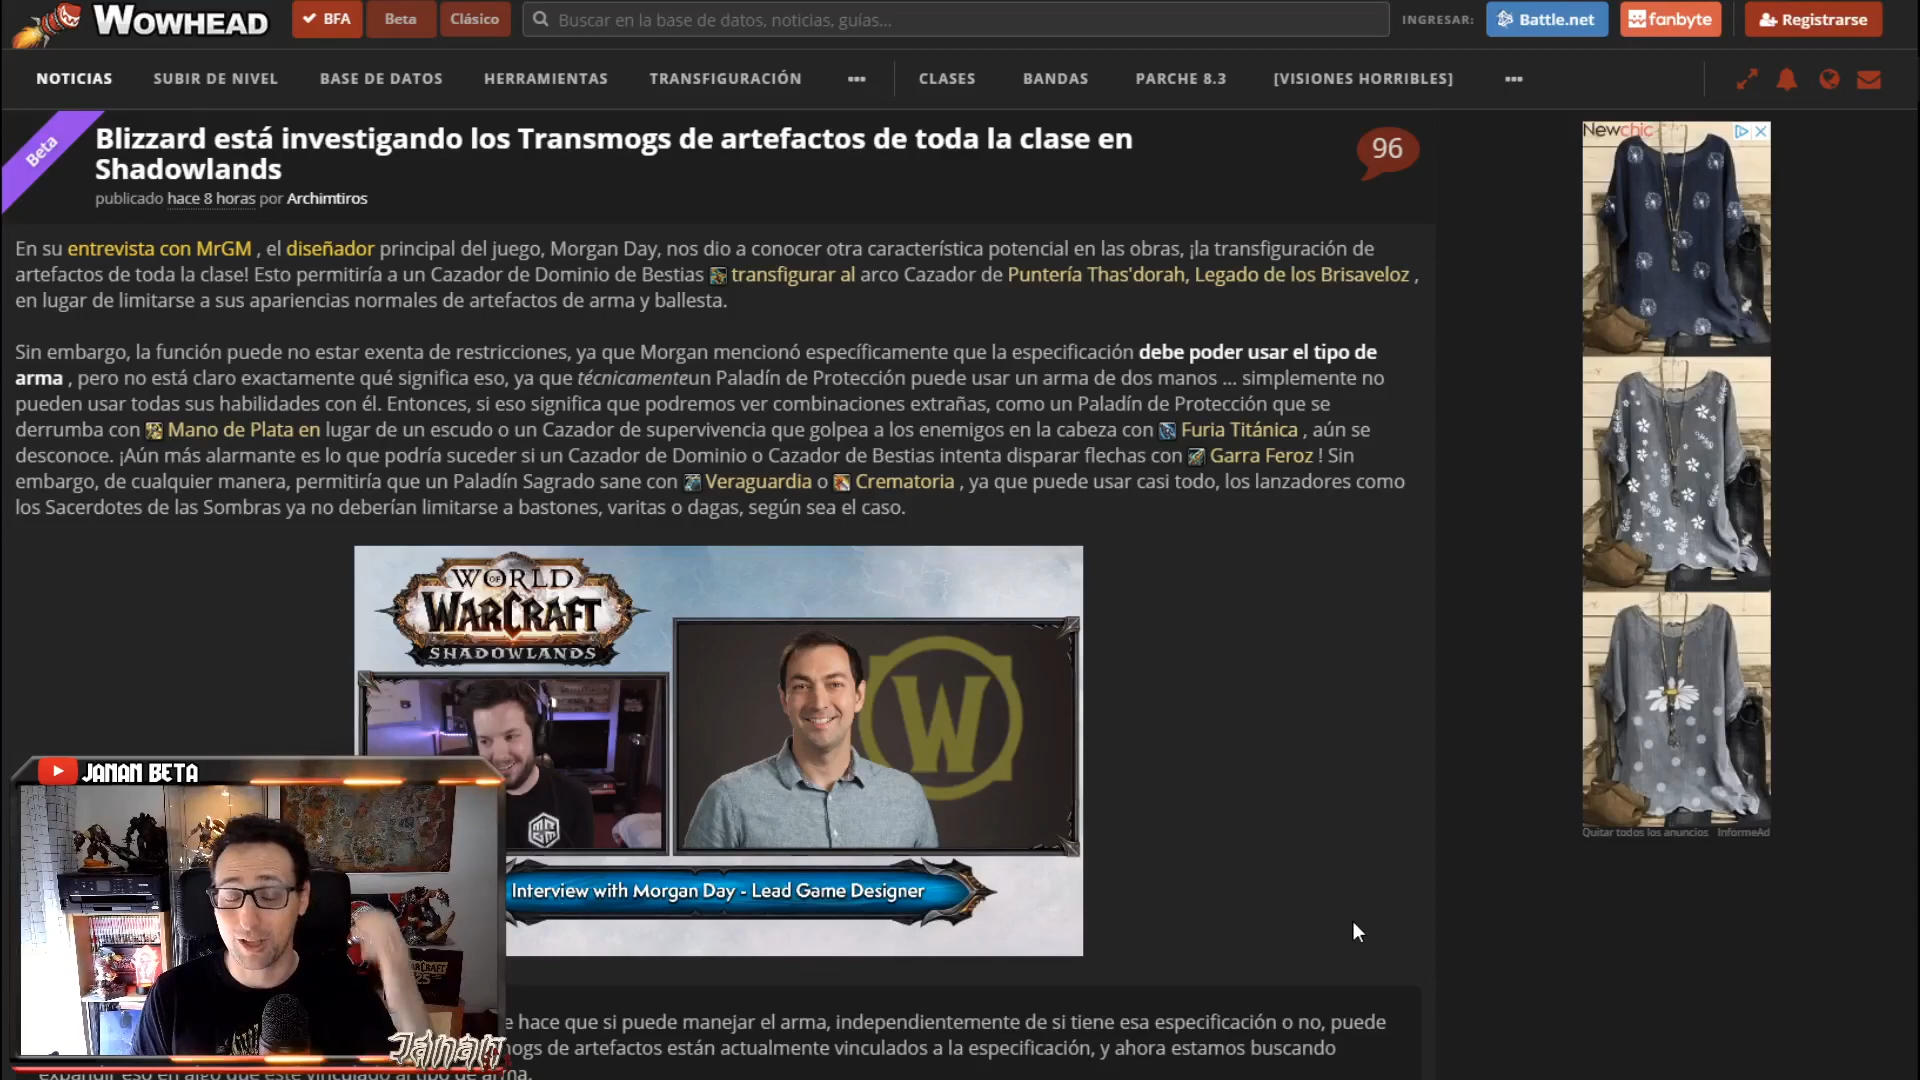 WOWHEAD
BFA
Beta
Clásico
Buscar en la base de datos, noticias, guías...
INGRESAR:
Battle.net
fanbyte
Registrarse
NOTICIAS
SUBIR DE NIVEL
BASE DE DATOS
HERRAMIENTAS
TRANSFIGURACIÓN
CLASES
BANDAS
PARCHE 8.3
[VISIONES HORRIBLES]
Beta
Blizzard está investigando los Transmogs de artefactos de toda la clase en
Shadowlands
96
publicado hace 8 horas por Archimtiros
En su entrevista con MrGM , el diseñador principal del juego, Morgan Day, nos dio a conocer otra característica potencial en las obras, ¡la transfiguración de
artefactos de toda la clase! Esto permitiría a un Cazador de Dominio de Bestias transfigurar al arco Cazador de Puntería Thas'dorah, Legado de los Brisaveloz ,
en lugar de limitarse a sus apariencias normales de artefactos de arma y ballesta.
Sin embargo, la función puede no estar exenta de restricciones, ya que Morgan mencionó específicamente que la especificación debe poder usar el tipo de
arma , pero no está claro exactamente qué significa eso, ya que técnicamenteun Paladín de Protección puede usar un arma de dos manos ... simplemente no
pueden usar todas sus habilidades con él. Entonces, si eso significa que podremos ver combinaciones extrañas, como un Paladín de Protección que se
derrumba con Mano de Plata en lugar de un escudo o un Cazador de supervivencia que golpea a los enemigos en la cabeza con Furia Titánica , aún se
desconoce. ¡Aún más alarmante es lo que podría suceder si un Cazador de Dominio o Cazador de Bestias intenta disparar flechas con Garra Feroz ! Sin
embargo, de cualquier manera, permitiría que un Paladín Sagrado sane con Veraguardia o Crematoria , ya que puede usar casi todo, los lanzadores como
los Sacerdotes de las Sombras ya no deberían limitarse a bastones, varitas o dagas, según sea el caso.
Newchic
Quitar todos los anuncios InformeAd
WORLD
OF
WARCRAFT
SHADOWLANDS
W
Interview with Morgan Day - Lead Game Designer
JANAN BETA
WARCRAFT
25
Janan
e hace que si puede manejar el arma, independientemente de si tiene esa especificación o no, puede
nogs de artefactos están actualmente vinculados a la especificación, y ahora estamos buscando
expandir eso en algo que esté vinculado al tipo de arma.